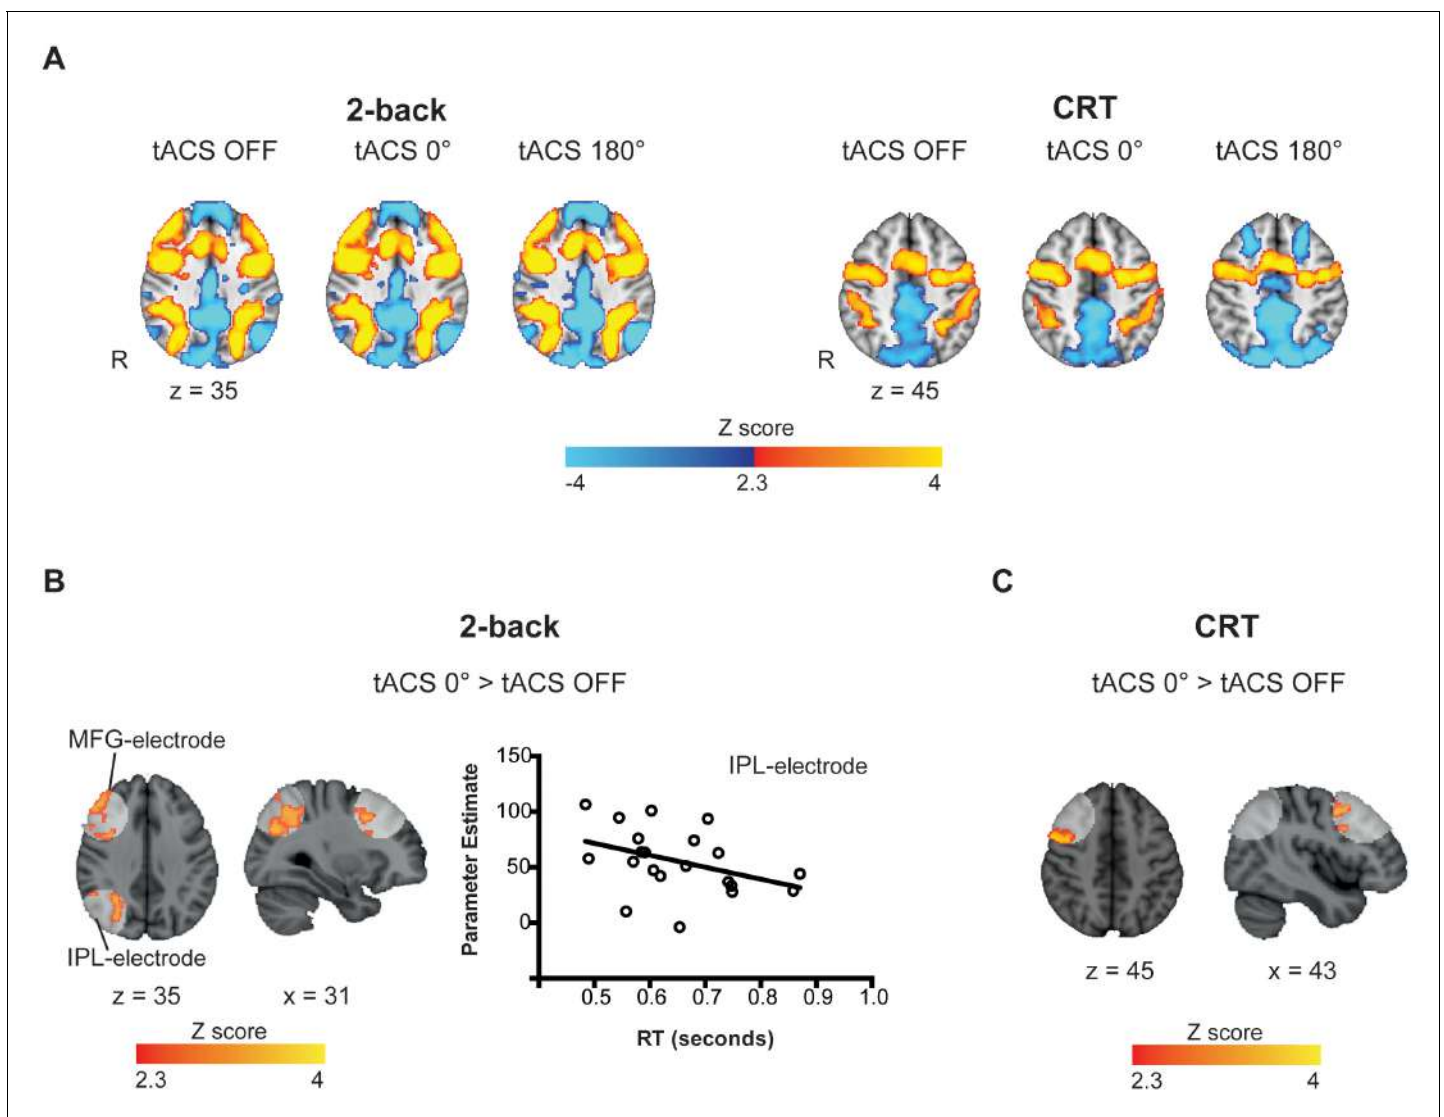 A
2-back
tACS OFF
tACS 0°
tACS 180°
CRT
tACS OFF
tACS 0°
tACS 180°
R
z = 35
R
z = 45
Z score
-4
2.3
4
B
2-back
tACS 0° > tACS OFF
MFG-electrode
IPL-electrode
z = 35
x = 31
Z score
2.3
4
IPL-electrode
Parameter Estimate
150
100
50
0
0.5
0.6
0.7
0.8
0.9
1.0
RT (seconds)
C
CRT
tACS 0° > tACS OFF
z = 45
x = 43
Z score
2.3
4